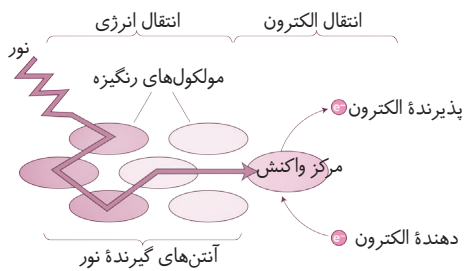 انتقال الکترون
انتقال انرژی
نور
مولکول‌های رنگیزه
e⁻ پذیرندهٔ الکترون
مرکز واکنش
e⁻ دهندهٔ الکترون
آنتن‌های گیرندهٔ نور